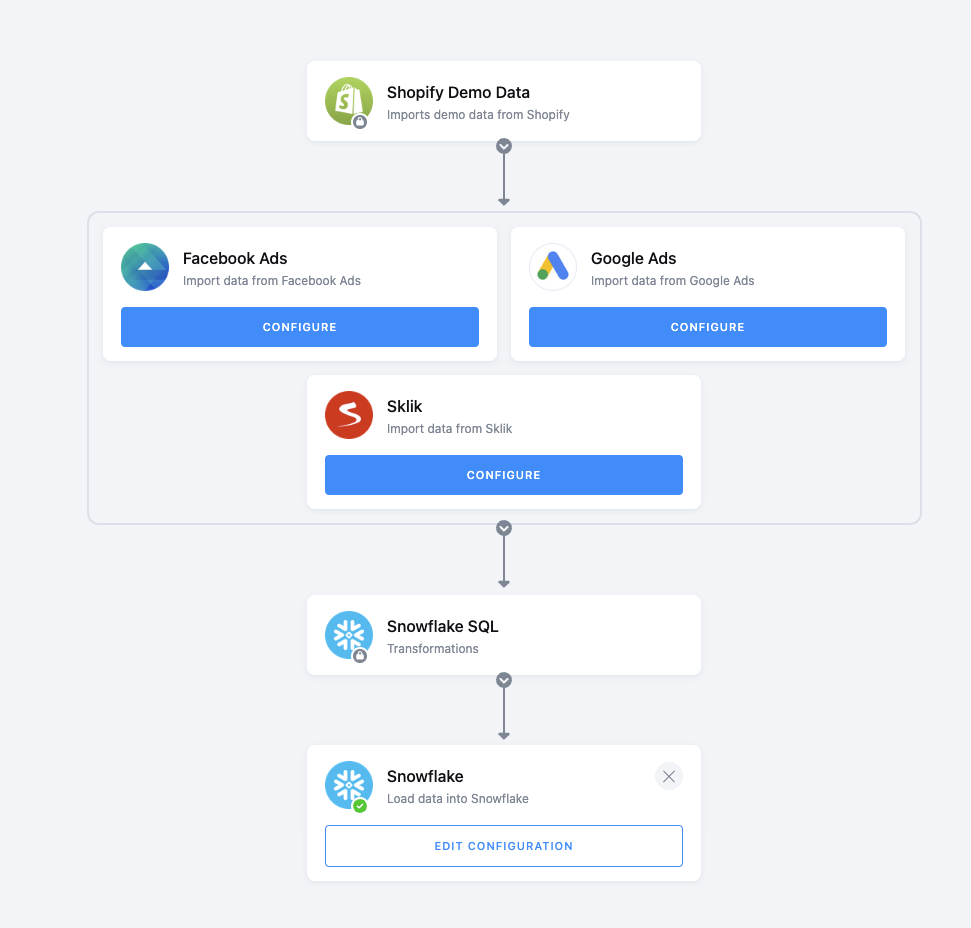 Shopify Demo Data
Imports demo data from Shopify
Facebook Ads
Import data from Facebook Ads
CONFIGURE
Google Ads
Import data from Google Ads
CONFIGURE
Sklik
Import data from Sklik
CONFIGURE
Snowflake SQL
Transformations
Snowflake
Load data into Snowflake
EDIT CONFIGURATION